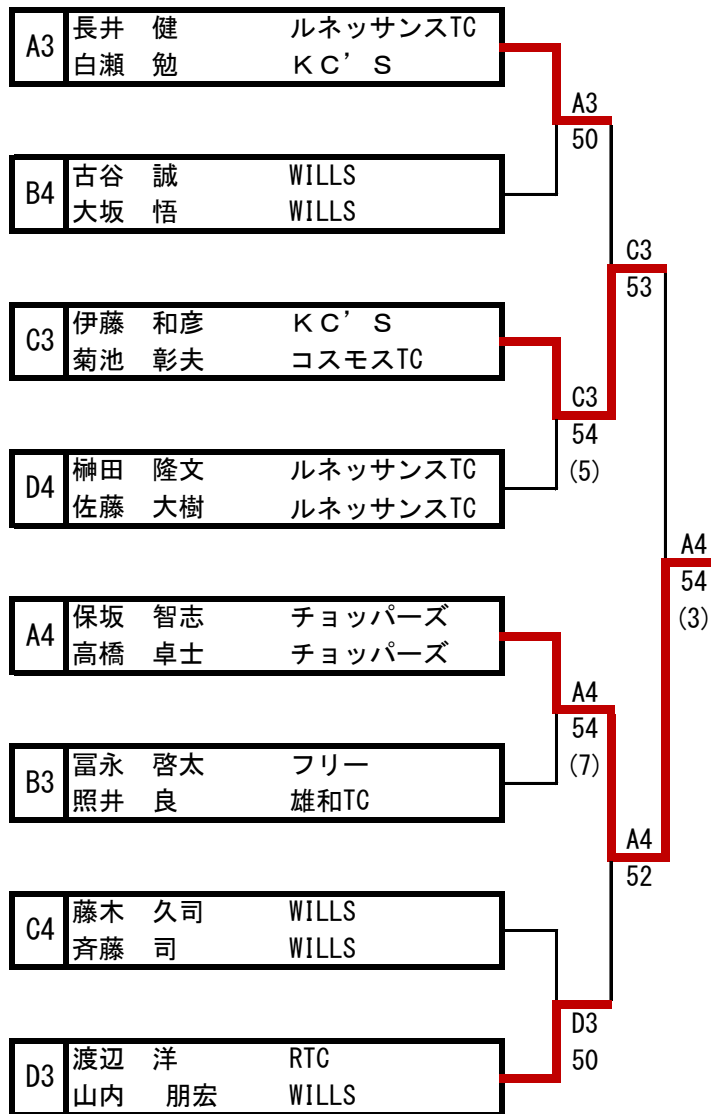 A3
長井 健 ルネッサンスTC
白瀬 勉 KC'S
A3
50
B4
古谷 誠 WILLS
大坂 悟 WILLS
C3
53
C3
伊藤 和彦 KC'S
菊池 彰夫 コスモスTC
C3
54
(5)
D4
榊田 隆文 ルネッサンスTC
佐藤 大樹 ルネッサンスTC
A4
54
(3)
A4
保坂 智志 チョッパーズ
高橋 卓士 チョッパーズ
A4
54
(7)
B3
冨永 啓太 フリー
照井 良 雄和TC
A4
52
C4
藤木 久司 WILLS
斉藤 司 WILLS
D3
50
D3
渡辺 洋 RTC
山内 朋宏 WILLS